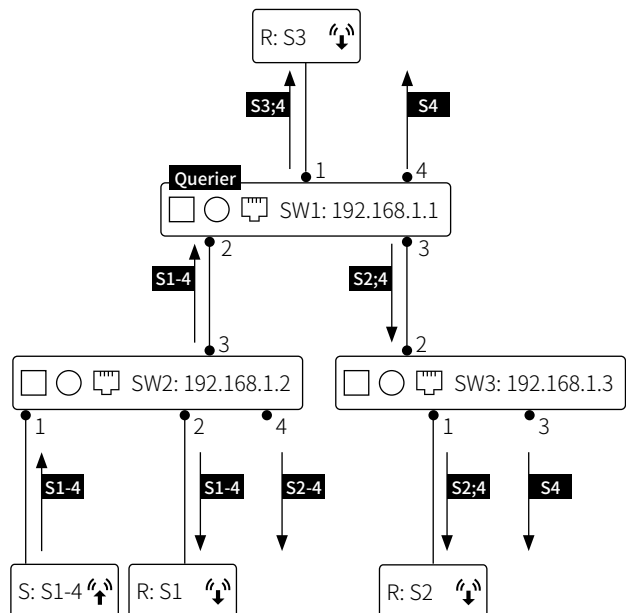 R: S3
S3;4
S4
1
4
Querier
SW1: 192.168.1.1
2
3
S1-4
S2;4
3
2
SW2: 192.168.1.2
SW3: 192.168.1.3
1
2
4
1
3
S1-4
S1-4
S2-4
S2;4
S4
S: S1-4
R: S1
R: S2